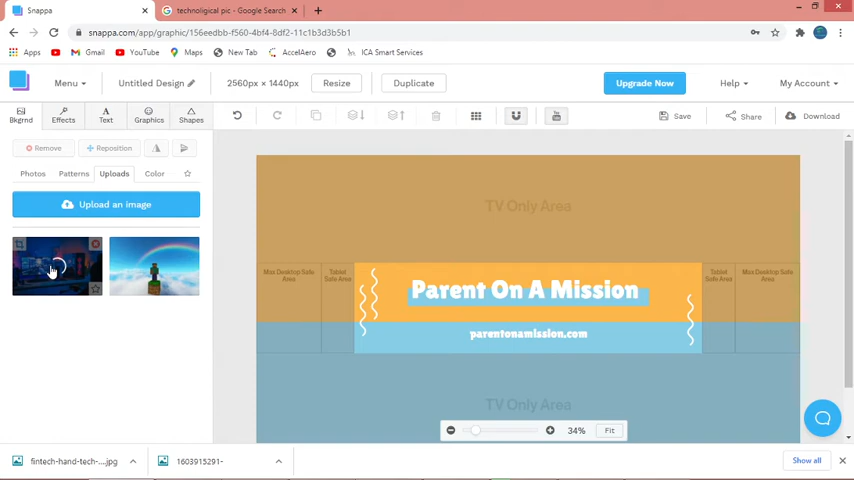 Snappa
technoligical pic - Google Search
snappa.com/app/graphic/156eedbb-f560-4bf4-8df2-11c1b3d3b5b1
Apps
Gmail
YouTube
Maps
New Tab
AccelAero
ICA Smart Services
Menu
Untitled Design
2560px × 1440px
Resize
Duplicate
Upgrade Now
Help
My Account
Bkgrnd
Effects
Text
Graphics
Shapes
Save
Share
Download
Remove
Reposition
Photos
Patterns
Uploads
Color
Upload an image
TV Only Area
Max Desktop Safe Area
Tablet Safe Area
Parent On A Mission
parentonamission.com
Tablet Safe Area
Max Desktop Safe Area
TV Only Area
34%
Fit
fintech-hand-tech-....jpg
1603915291-
Show all